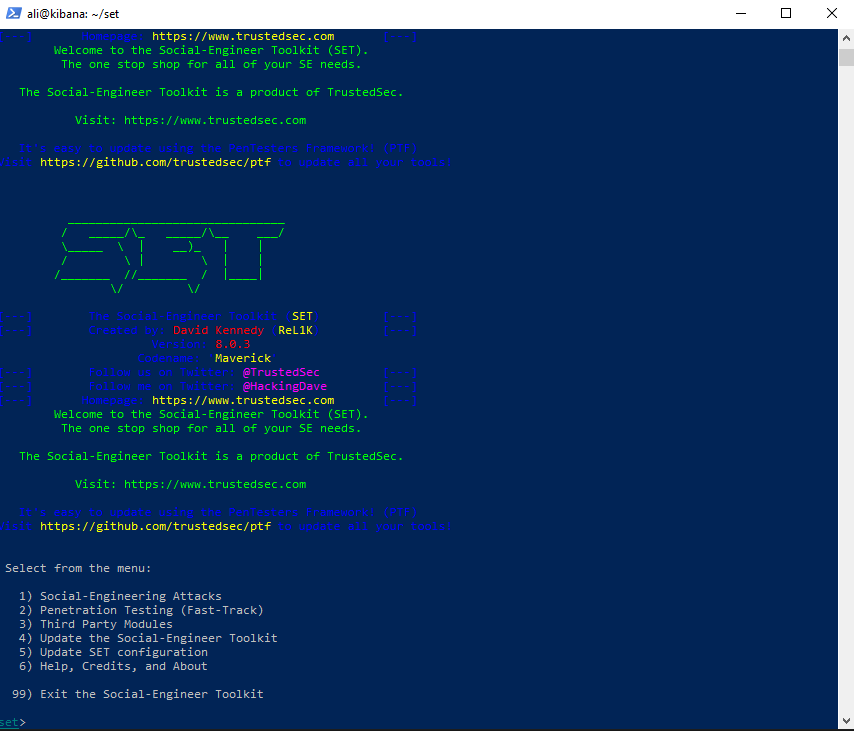 ali@kibana: ~/set
[---] Homepage: https://www.trustedsec.com [---]
Welcome to the Social-Engineer Toolkit (SET).
The one stop shop for all of your SE needs.
The Social-Engineer Toolkit is a product of TrustedSec.
Visit: https://www.trustedsec.com
It's easy to update using the PenTesters Framework! (PTF)
Visit https://github.com/trustedsec/ptf to update all your tools!
SET
[---] The Social-Engineer Toolkit (SET) [---]
[---] Created by: David Kennedy (ReL1K) [---]
Version: 8.0.3
Codename: 'Maverick'
[---] Follow us on Twitter: @TrustedSec [---]
[---] Follow me on Twitter: @HackingDave [---]
[---] Homepage: https://www.trustedsec.com [---]
Welcome to the Social-Engineer Toolkit (SET).
The one stop shop for all of your SE needs.
The Social-Engineer Toolkit is a product of TrustedSec.
Visit: https://www.trustedsec.com
It's easy to update using the PenTesters Framework! (PTF)
Visit https://github.com/trustedsec/ptf to update all your tools!
Select from the menu:
1) Social-Engineering Attacks
2) Penetration Testing (Fast-Track)
3) Third Party Modules
4) Update the Social-Engineer Toolkit
5) Update SET configuration
6) Help, Credits, and About
99) Exit the Social-Engineer Toolkit
set>